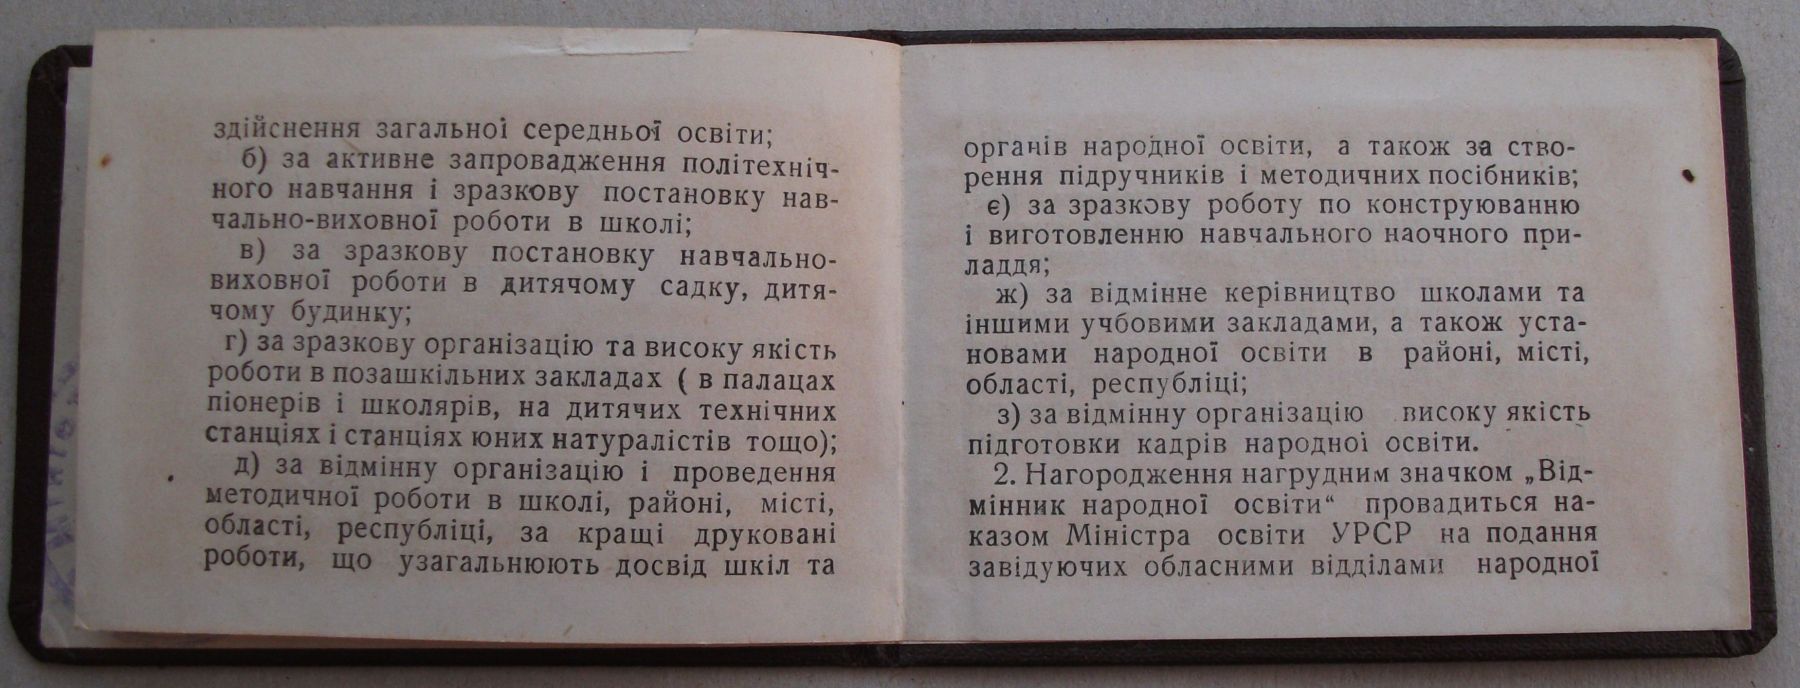 здійснення загальної середньої освіти;
б) за активне запровадження політехніч-
ного навчання і зразкову постановку нав-
чально-виховної роботи в школі;
в) за зразкову постановку навчально-
виховної роботи в дитячому садку, дитя-
чому будинку;
г) за зразкову організацію та високу якість
роботи в позашкільних закладах ( в палацах
піонерів і школярів, на дитячих технічних
станціях і станціях юних натуралістів тощо);
д) за відмінну організацію і проведення
методичної роботи в школі, районі, місті,
області, республіці, за кращі друковані
роботи, що узагальнюють досвід шкіл та
органів народної освіти, а також за ство-
рення підручників і методичних посібників;
є) за зразкову роботу по конструюванню
і виготовленню навчального наочного при-
ладдя;
ж) за відмінне керівництво школами та
іншими учбовими закладами, а також уста-
новами народної освіти в районі, місті,
області, республіці;
з) за відмінну організацію високу якість
підготовки кадрів народної освіти.
2. Нагородження нагрудним значком „Від-
мінник народної освіти“ провадиться на-
казом Міністра освіти УРСР на подання
завідуючих обласними відділами народної